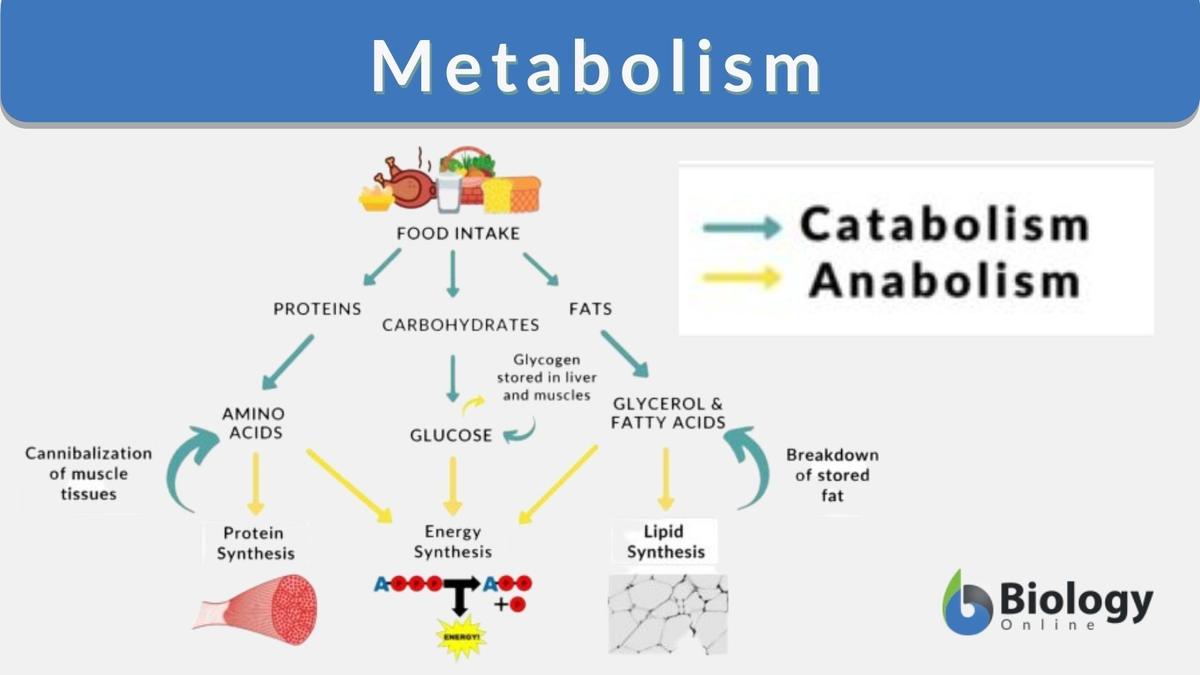 Metabolism
FOOD INTAKE
Catabolism
Anabolism
PROTEINS
CARBOHYDRATES
FATS
Glycogen
stored in liver
and muscles
AMINO
ACIDS
GLUCOSE
GLYCEROL &
FATTY ACIDS
Cannibalization
of muscle
tissues
Breakdown
of stored
fat
Protein
Synthesis
Energy
Synthesis
Lipid
Synthesis
A P P P A P P
+ P
ENERGY!
Biology
Online